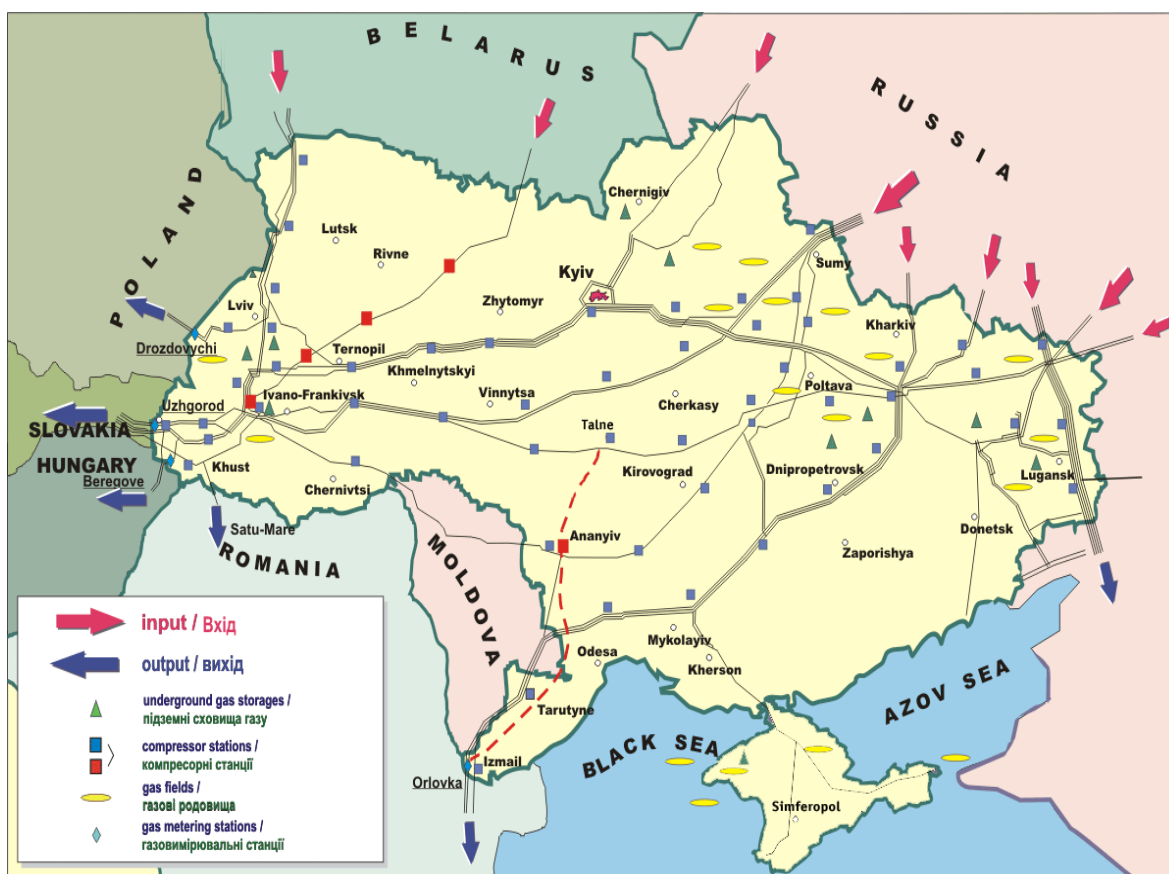 BELARUS
RUSSIA
POLAND
Chernigiv
Lutsk
Rivne
Kyiv
Sumy
Zhytomyr
Lviv
Kharkiv
Drozdovychi
Ternopil
Khmelnytskyi
Poltava
Uzhgorod
Ivano-Frankivsk
Vinnytsa
Cherkasy
SLOVAKIA
Talne
HUNGARY
Khust
Kirovograd
Dnipropetrovsk
Lugansk
Beregove
Chernivtsi
Satu-Mare
Donetsk
ROMANIA
MOLDOVA
Ananyiv
Zaporishya
Mykolayiv
Odesa
Kherson
AZOV SEA
Tarutyne
BLACK SEA
Izmail
Orlovka
Simferopol
input / Вхід
output / вихід
underground gas storages /
підземні сховища газу
compressor stations /
компресорні станції
gas fields /
газові родовища
gas metering stations /
газовимірювальні станції